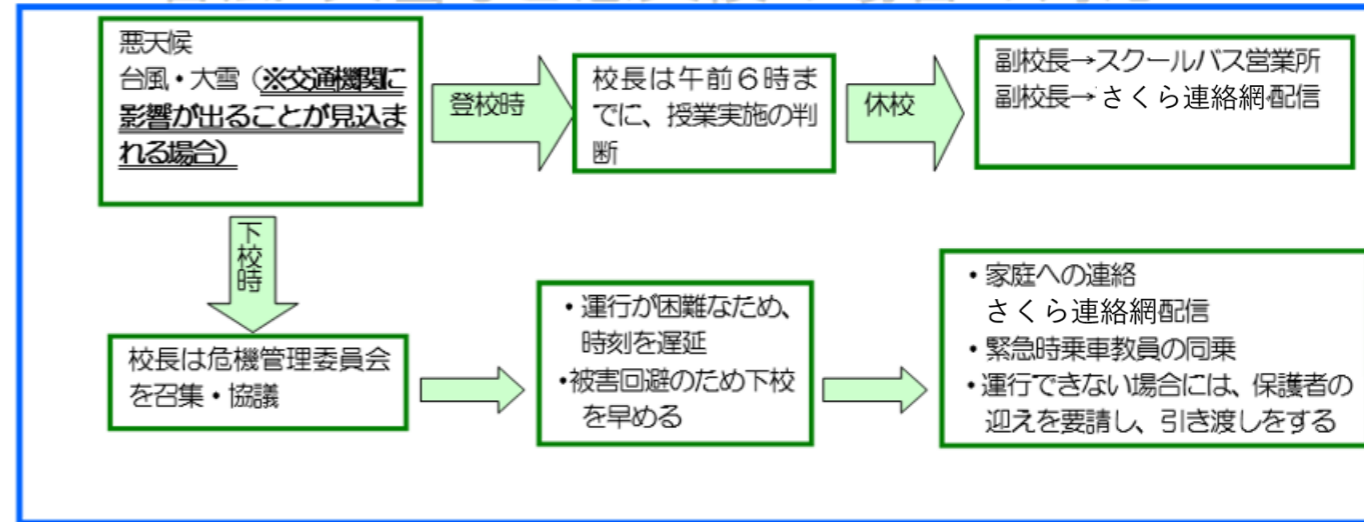 悪天候
台風・大雪（※交通機関に
影響が出ることが見込ま
れる場合）
登校時
校長は午前６時ま
でに、授業実施の判
断
休校
副校長→スクールバス営業所
副校長→さくら連絡網配信
下校時
校長は危機管理委員会
を召集・協議
・運行が困難なため、
時刻を遅延
・被害回避のため下校
を早める
・家庭への連絡
さくら連絡網配信
・緊急時乗車教員の同乗
・運行できない場合には、保護者の
迎えを要請し、引き渡しをする